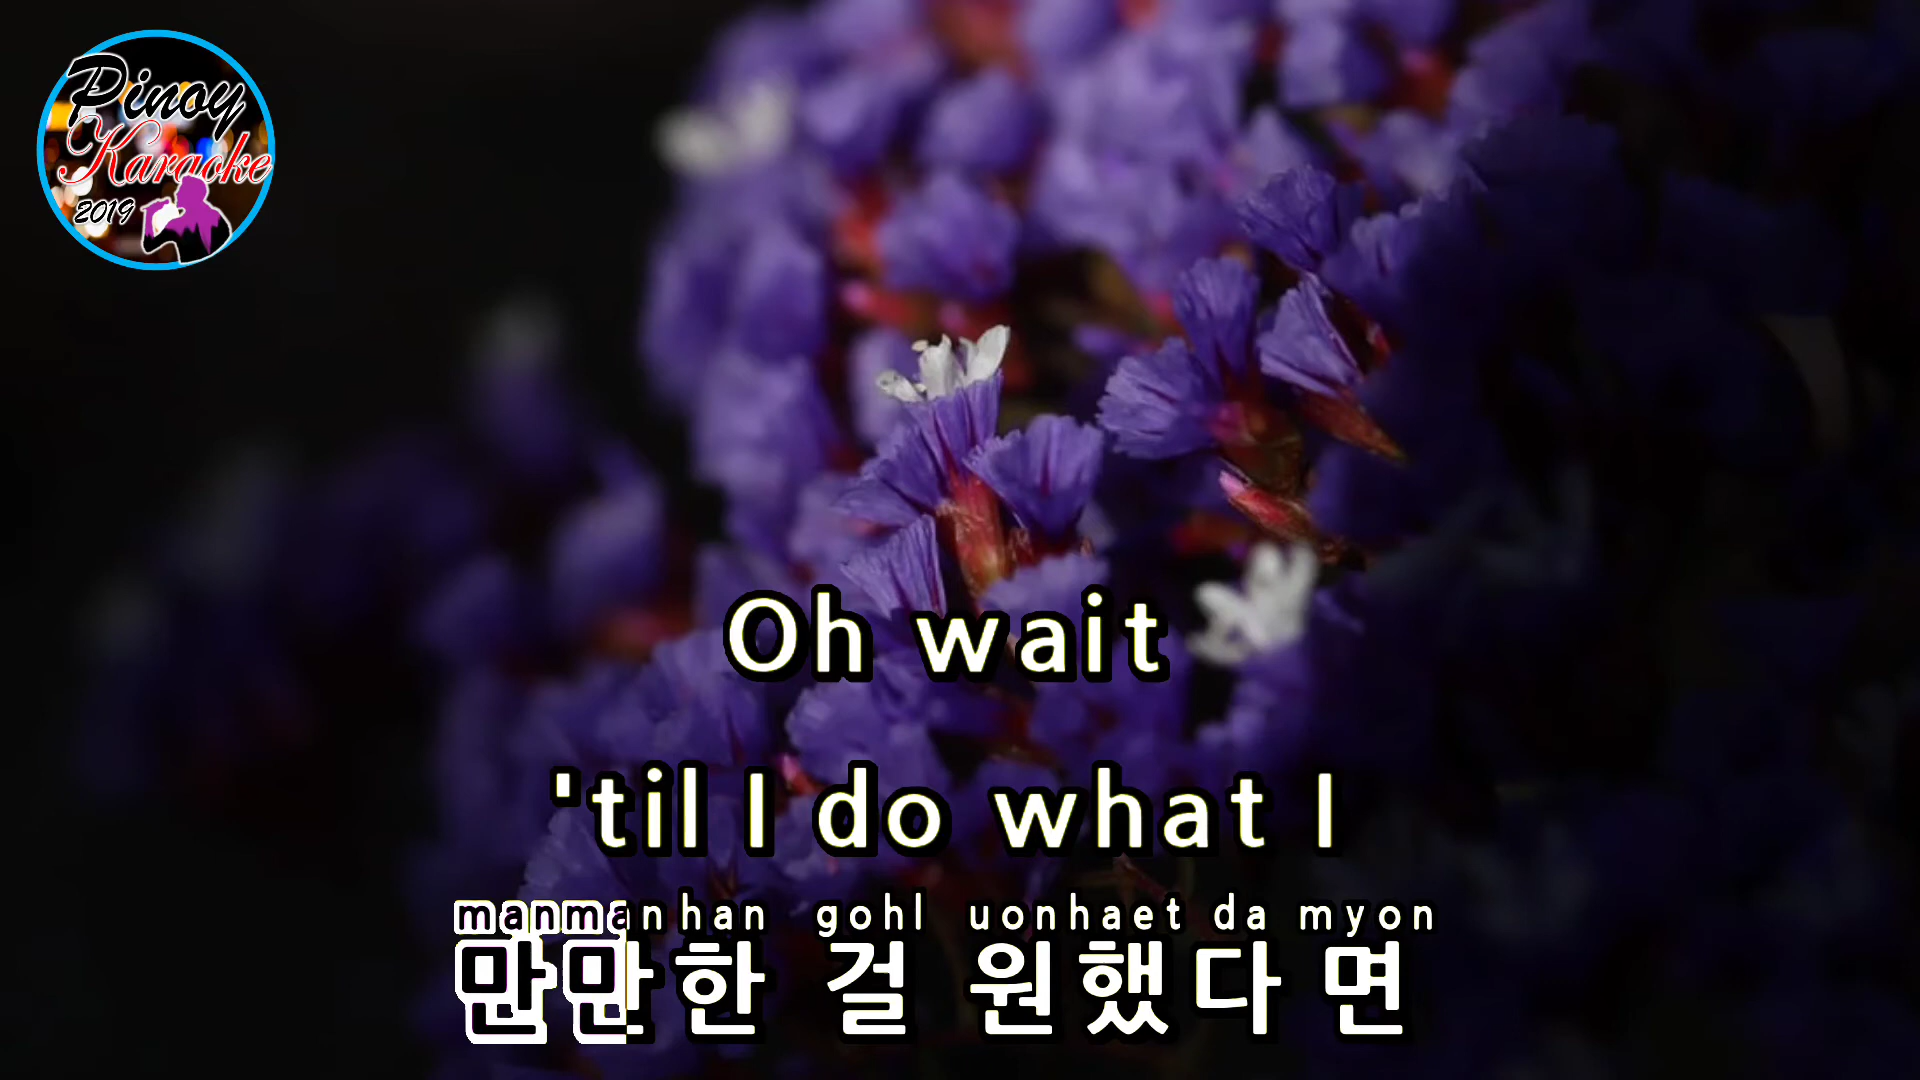 Pinoy
Karaoke
2019
Oh wait
'til I do what I
manmanhan gohl uonhaet da myon
만만한 걸 원했다면